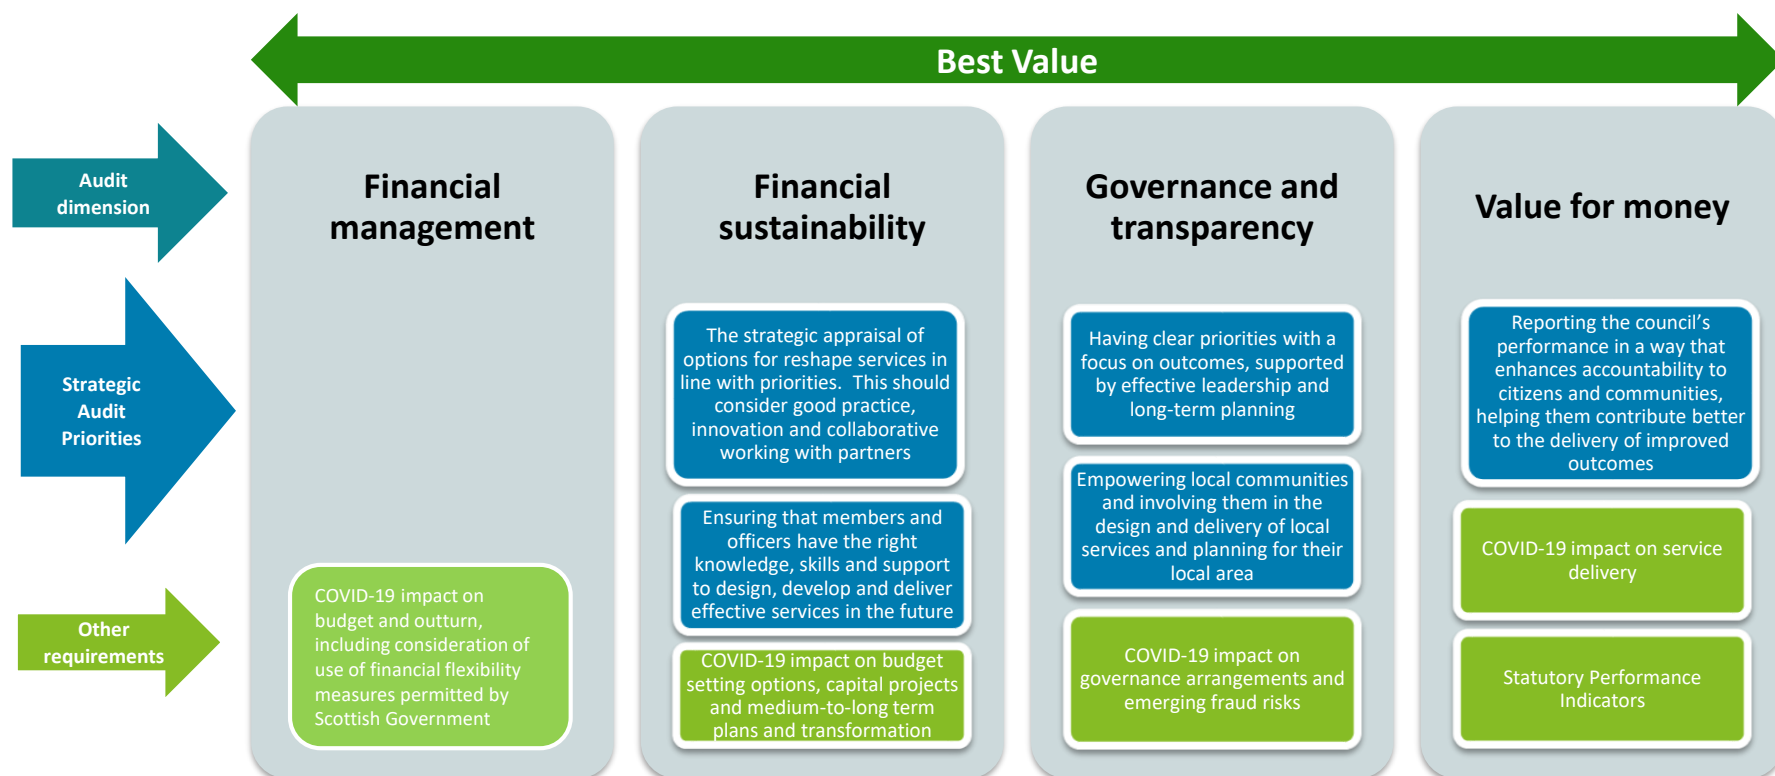 Best Value
Audit
dimension
Financial
management
Financial
sustainability
Governance and
transparency
Value for money
Strategic
Audit
Priorities
The strategic appraisal of
options for reshape services in
line with priorities.  This should
consider good practice,
innovation and collaborative
working with partners
Ensuring that members and
officers have the right
knowledge, skills and support
to design, develop and deliver
effective services in the future
Having clear priorities with a
focus on outcomes, supported
by effective leadership and
long-term planning
Empowering local communities
and involving them in the
design and delivery of local
services and planning for their
local area
Reporting the council’s
performance in a way that
enhances accountability to
citizens and communities,
helping them contribute better
to the delivery of improved
outcomes
Other
requirements
COVID-19 impact on
budget and outturn,
including consideration of
use of financial flexibility
measures permitted by
Scottish Government
COVID-19 impact on budget
setting options, capital projects
and medium-to-long term
plans and transformation
COVID-19 impact on
governance arrangements and
emerging fraud risks
COVID-19 impact on service
delivery
Statutory Performance
Indicators